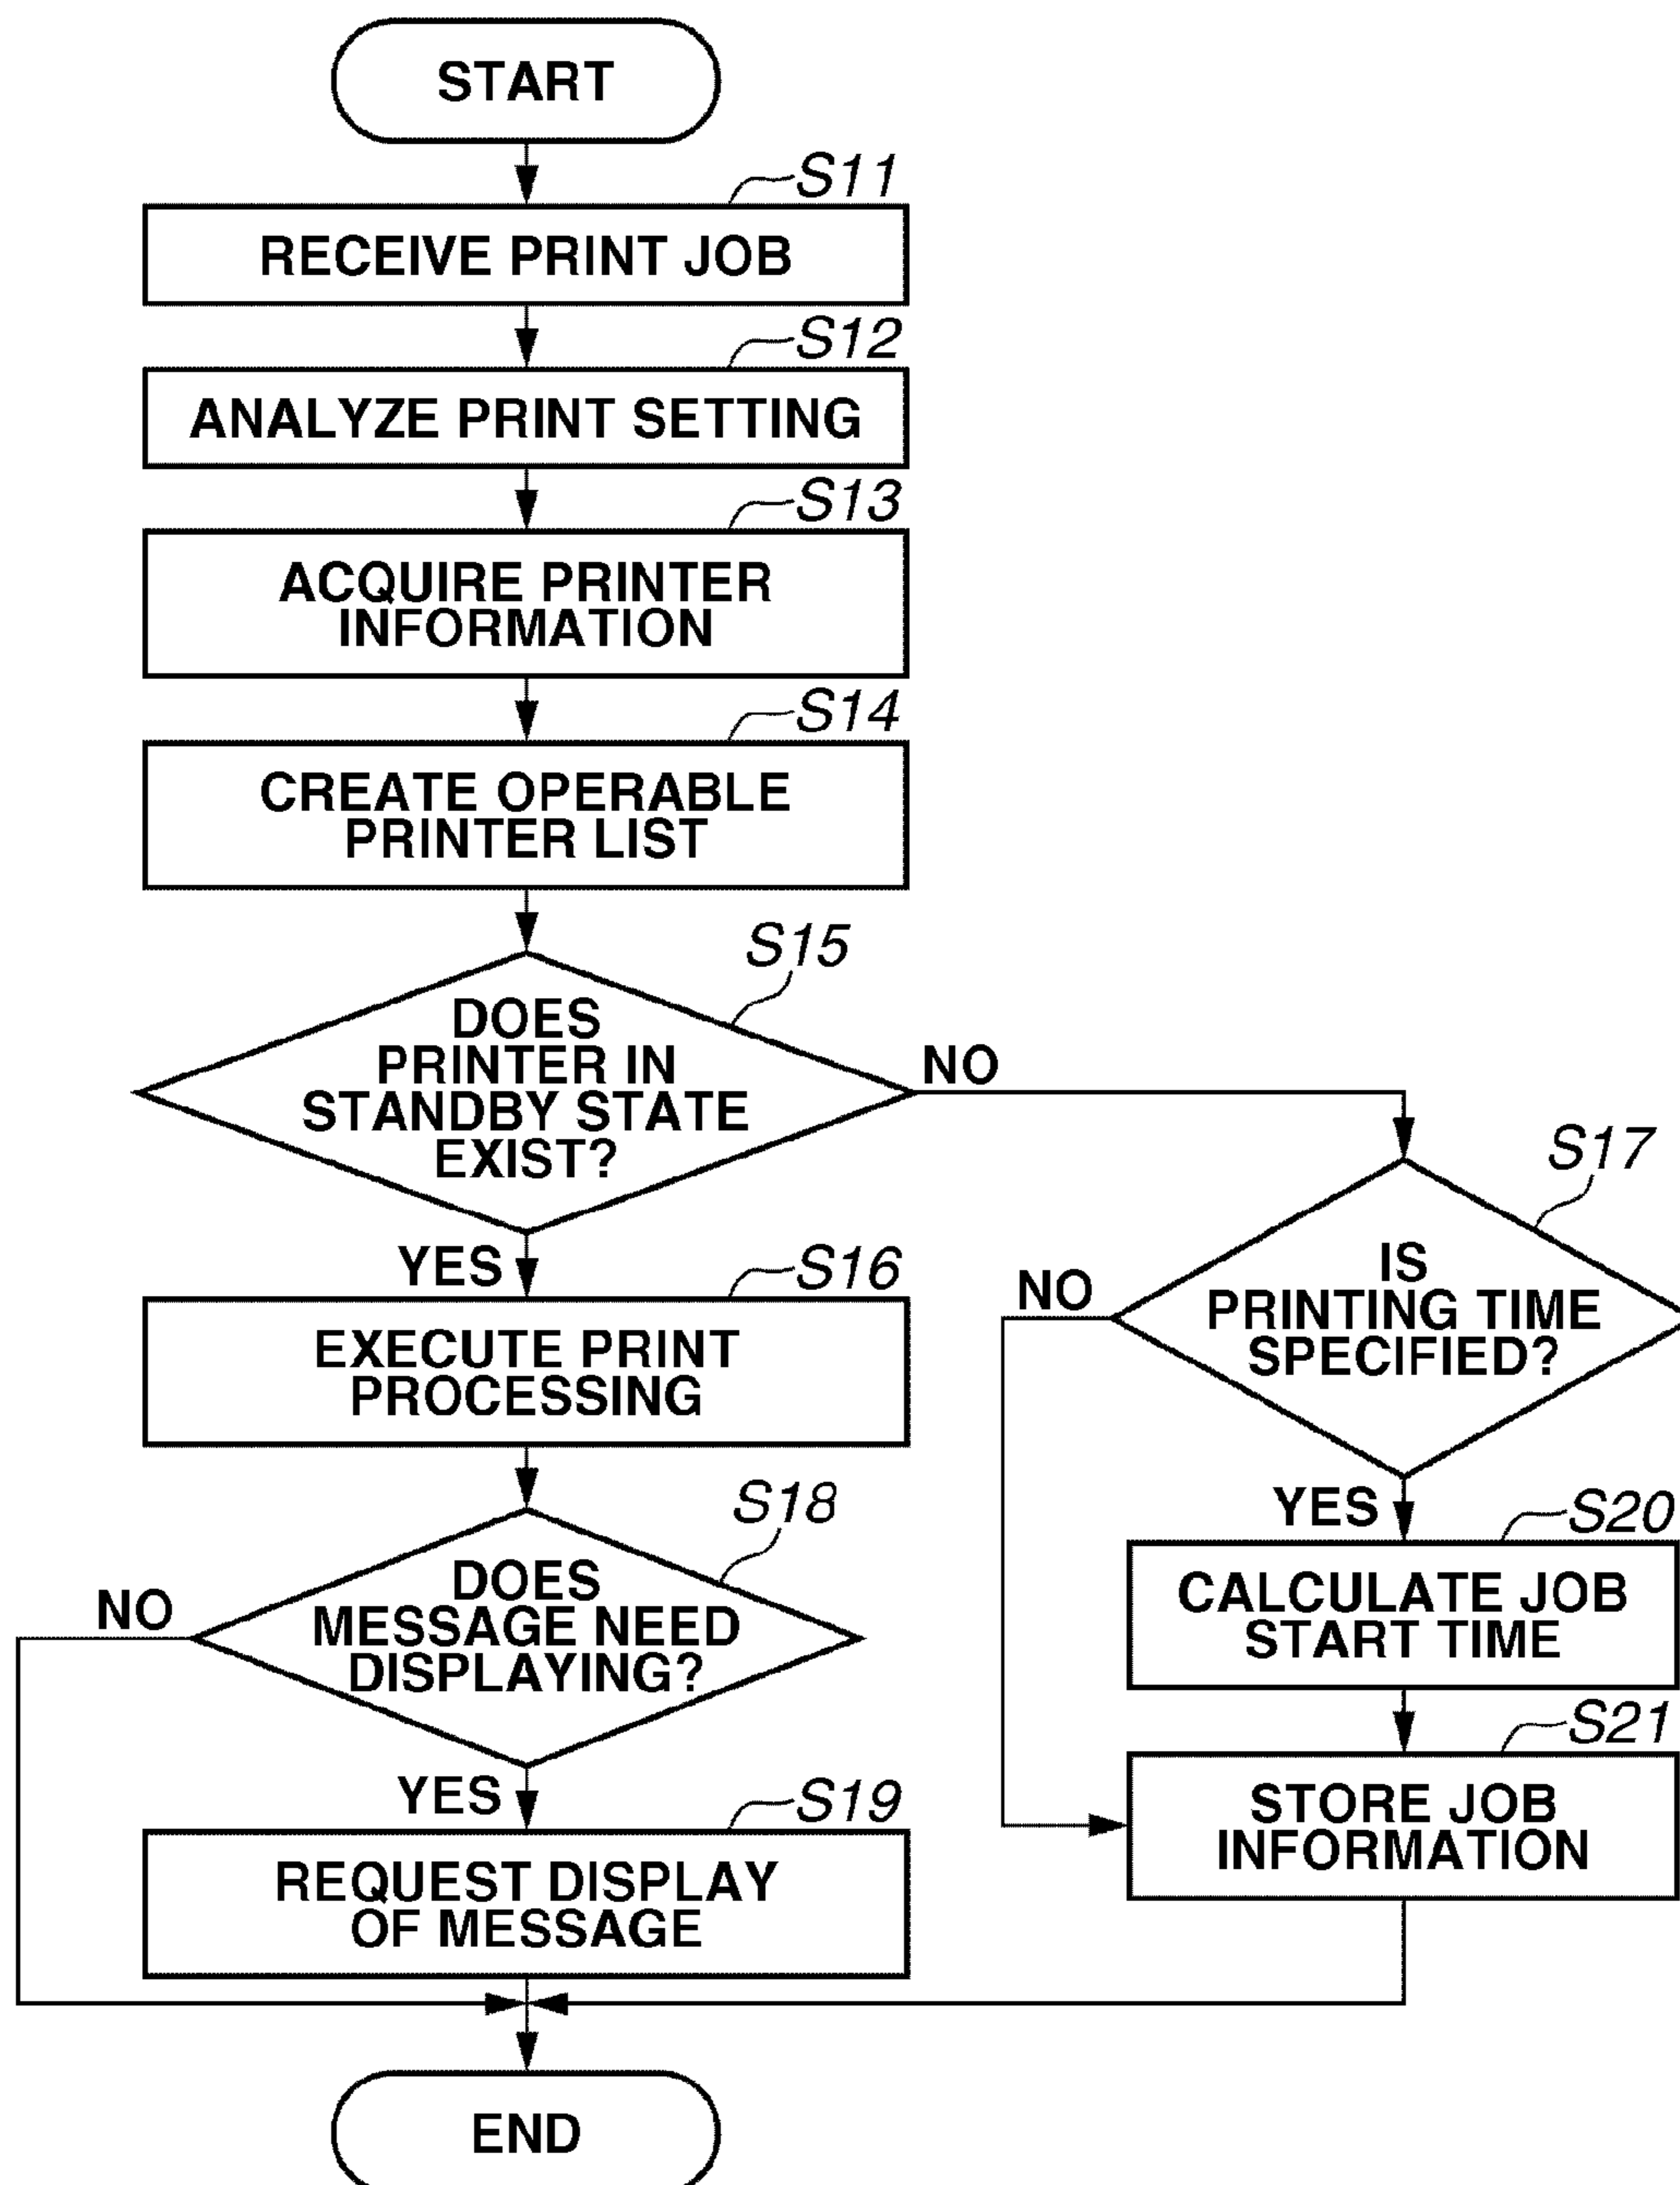 START
S11
RECEIVE PRINT JOB
S12
ANALYZE PRINT SETTING
S13
ACQUIRE PRINTER
INFORMATION
S14
CREATE OPERABLE
PRINTER LIST
S15
DOES
PRINTER IN
STANDBY STATE
EXIST?
NO
YES
S16
EXECUTE PRINT
PROCESSING
S17
IS
PRINTING TIME
SPECIFIED?
NO
YES
S18
DOES
MESSAGE NEED
DISPLAYING?
NO
YES
S19
REQUEST DISPLAY
OF MESSAGE
S20
CALCULATE JOB
START TIME
S21
STORE JOB
INFORMATION
END